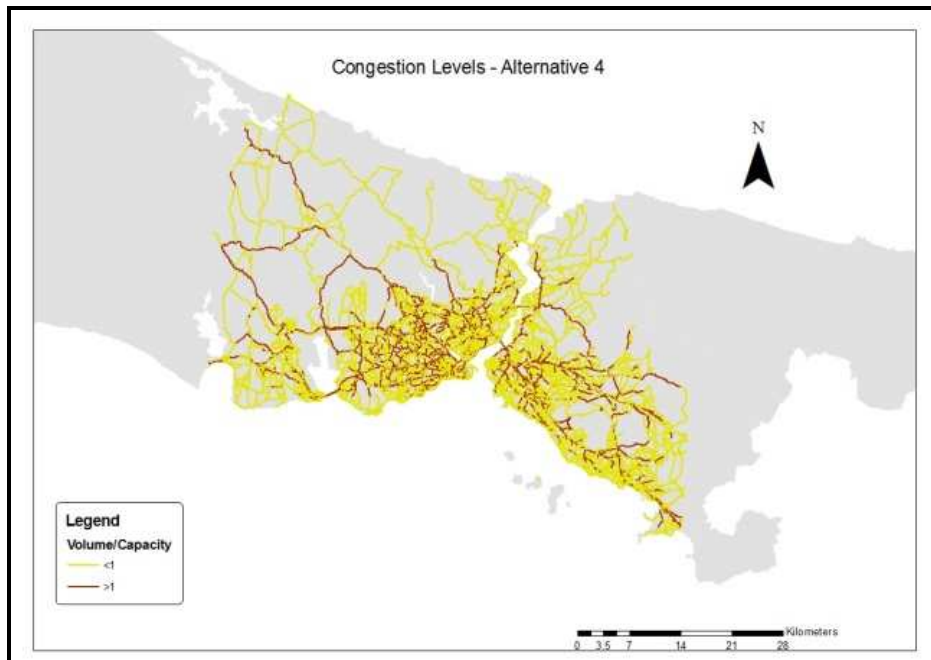 Congestion Levels - Alternative 4
N
Legend
Volume/Capacity
<1
>1
Kilometers
0 3.5 7 14 21 28